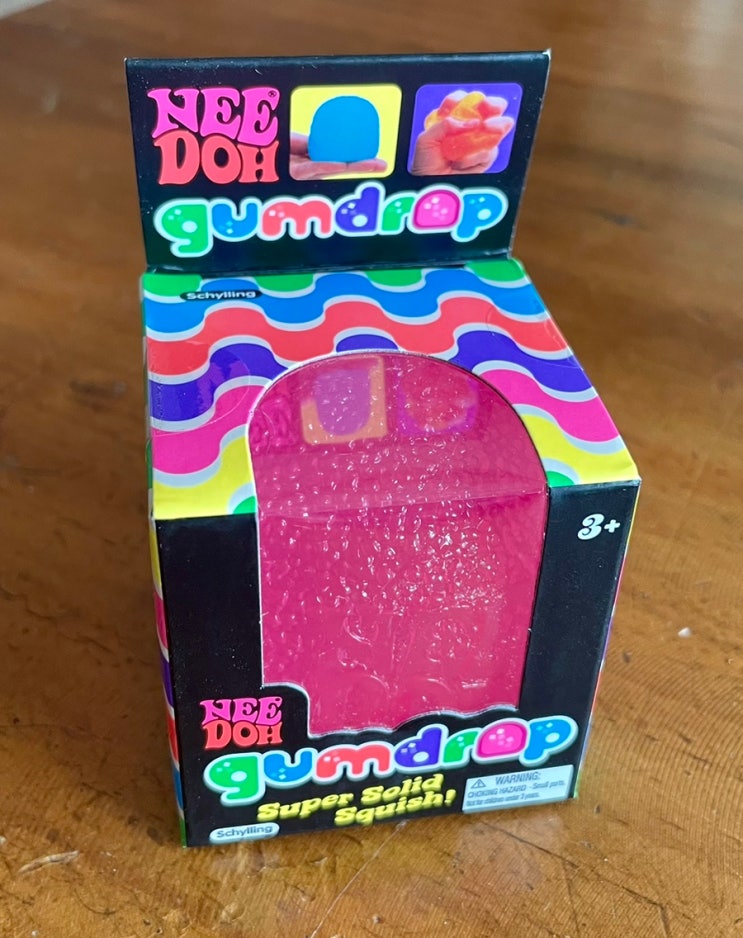 NEE
DOH®
gumdrop
Schylling
3+
NEE
DOH
gumdrop
Super Solid
Squish!
Schylling
WARNING:
CHOKING HAZARD - Small parts.
Not for children under 3 years.